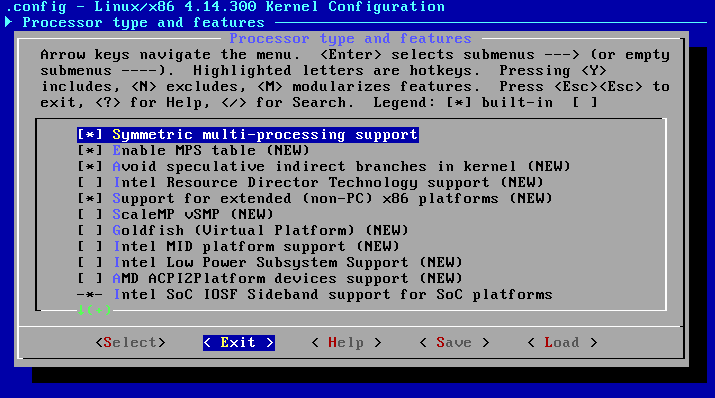 .config - Linux/x86 4.14.300 Kernel Configuration
Processor type and features
Processor type and features
Arrow keys navigate the menu.  <Enter> selects submenus ---> (or empty
submenus ----).  Highlighted letters are hotkeys.  Pressing <Y>
includes, <N> excludes, <M> modularizes features.  Press <Esc><Esc> to
exit, <?> for Help, </> for Search.  Legend: [*] built-in  [ ]
[*] Symmetric multi-processing support
[*] Enable MPS table (NEW)
[*] Avoid speculative indirect branches in kernel (NEW)
[ ] Intel Resource Director Technology support (NEW)
[*] Support for extended (non-PC) x86 platforms (NEW)
[ ] ScaleMP vSMP (NEW)
[ ] Goldfish (Virtual Platform) (NEW)
[ ] Intel MID platform support (NEW)
[ ] Intel Low Power Subsystem Support (NEW)
[ ] AMD ACPI2Platform devices support (NEW)
-*- Intel SoC IOSF Sideband support for SoC platforms
↓(+)
<Select>    < Exit >    < Help >    < Save >    < Load >